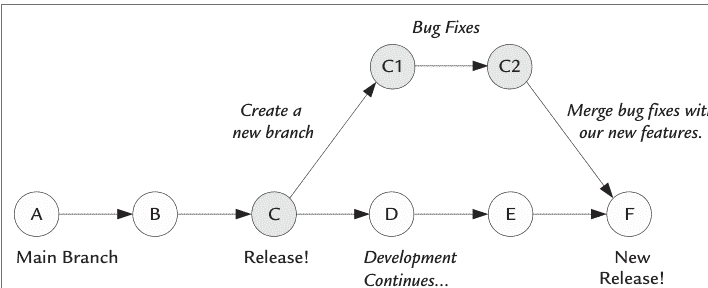 Bug Fixes
C1
C2
Create a
new branch
Merge bug fixes wit
our new features.
A
B
C
D
E
F
Main Branch
Release!
Development
Continues...
New
Release!